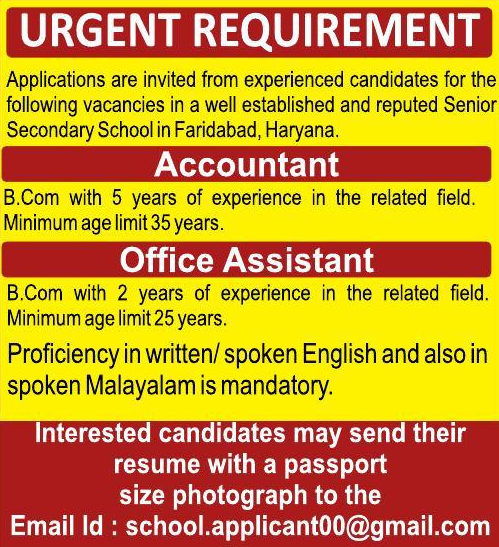 URGENT REQUIREMENT
Applications are invited from experienced candidates for the
following vacancies in a well established and reputed Senior
Secondary School in Faridabad, Haryana.
Accountant
B.Com with 5 years of experience in the related field.
Minimum age limit 35 years.
Office Assistant
B.Com with 2 years of experience in the related field.
Minimum age limit 25 years.
Proficiency in written/ spoken English and also in
spoken Malayalam is mandatory.
Interested candidates may send their
resume with a passport
size photograph to the
Email Id : school.applicant00@gmail.com